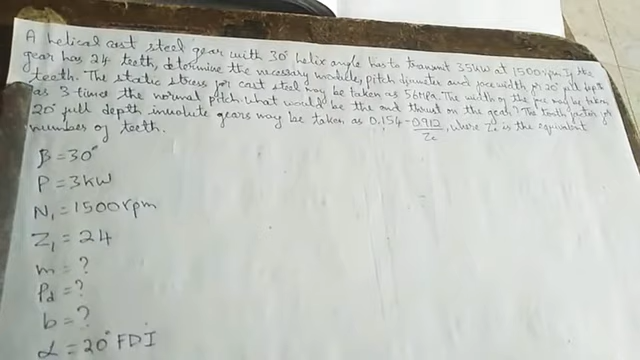 A helical cast steel gear with 30° helix angle has to transmit 35kW at 1500rpm. If the
gear has 24 teeth, determine the necessary module, pitch diameter and face width for 20° full depth
teeth. The static stress for cast steel may be taken as 56MPa. The width of the face may be taken
as 3 times the normal pitch. What would be the end thrust on the gear? The tooth factor for
20° full depth involute gears may be taken as 0.154-0.912/Ze, where Ze is the equivalent
number of teeth.
β = 30°
P = 3kW
N₁ = 1500rpm
Z₁ = 24
m = ?
Pd = ?
b = ?
α = 20° FDI